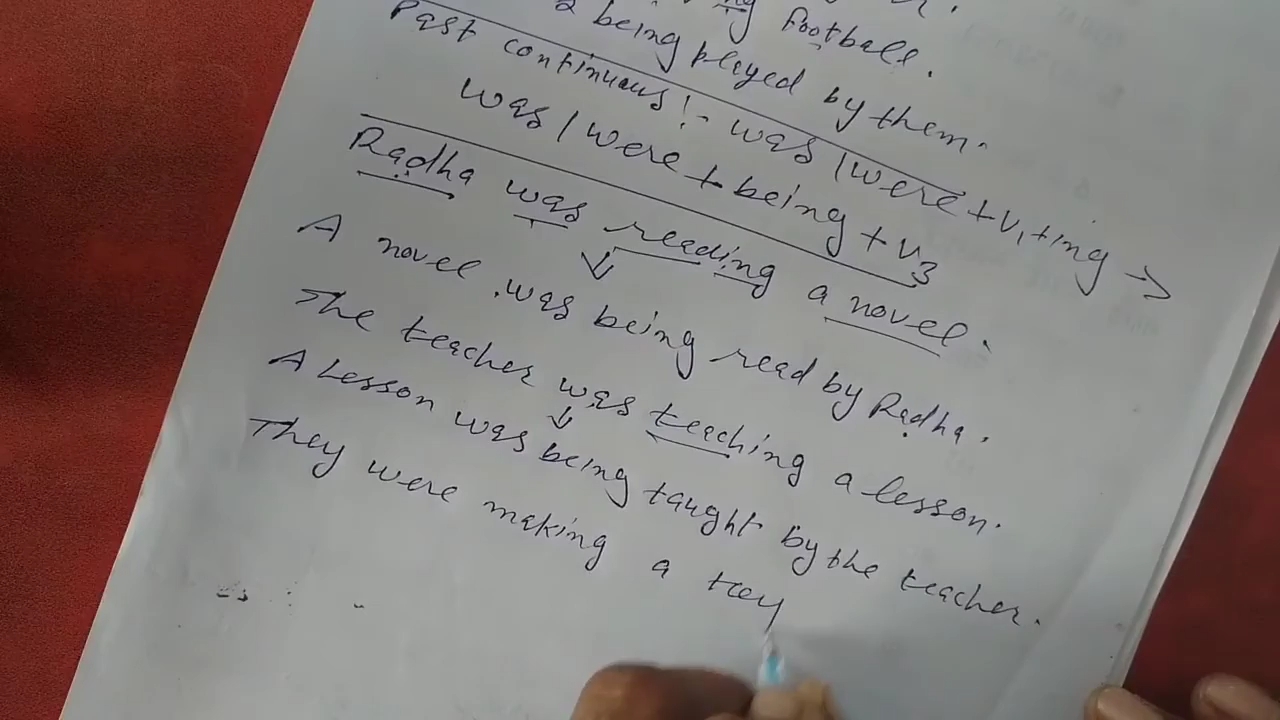 football.
being played by them.
Past continuous:- was/were+v1+ing →
was/were+being+v3
Radha was reading a novel.
A novel was being read by Radha.
The teacher was teaching a lesson.
A Lesson was being taught by the teacher.
They were making a toy